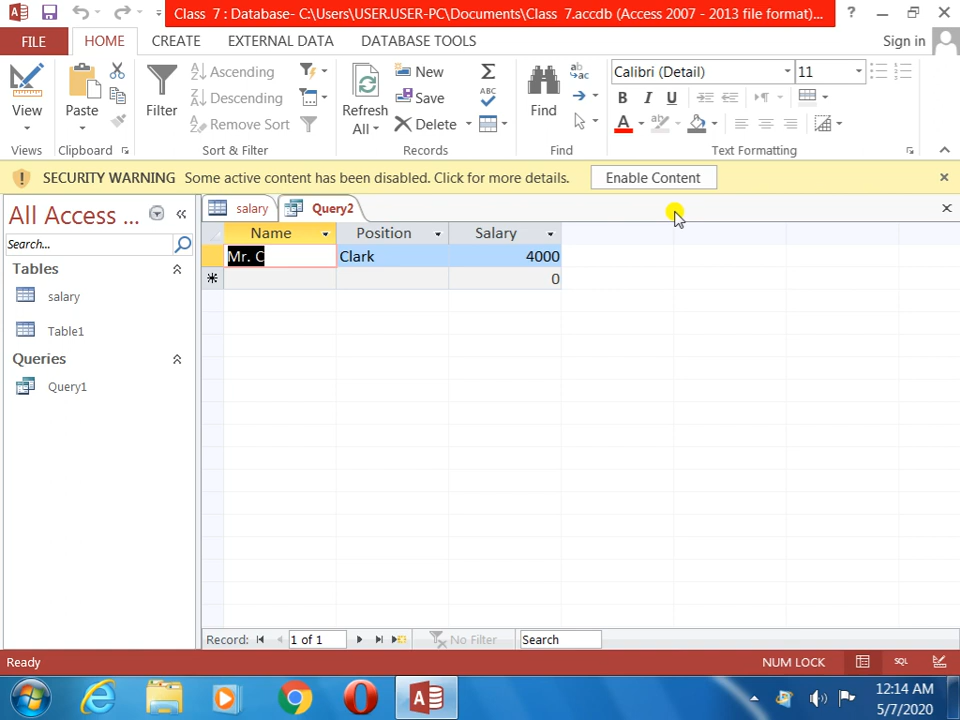 Class 7 : Database- C:\Users\USER.USER-PC\Documents\Class 7.accdb (Access 2007 - 2013 file format)...
?
FILE HOME CREATE EXTERNAL DATA DATABASE TOOLS Sign in
View
Views
Paste
Clipboard
Filter
Ascending
Descending
Remove Sort
Sort & Filter
Refresh
All
New
Save
Delete
Σ
ABC
Records
Find
ab
ac
Find
Calibri (Detail) 11
B I U
A ab
Text Formatting
SECURITY WARNING Some active content has been disabled. Click for more details. Enable Content
All Access ...
Search...
Tables
salary
Table1
Queries
Query1
salary Query2
Name Position Salary
Mr. C Clark 4000
0
Record: 1 of 1 No Filter Search
Ready NUM LOCK SQL
12:14 AM
5/7/2020